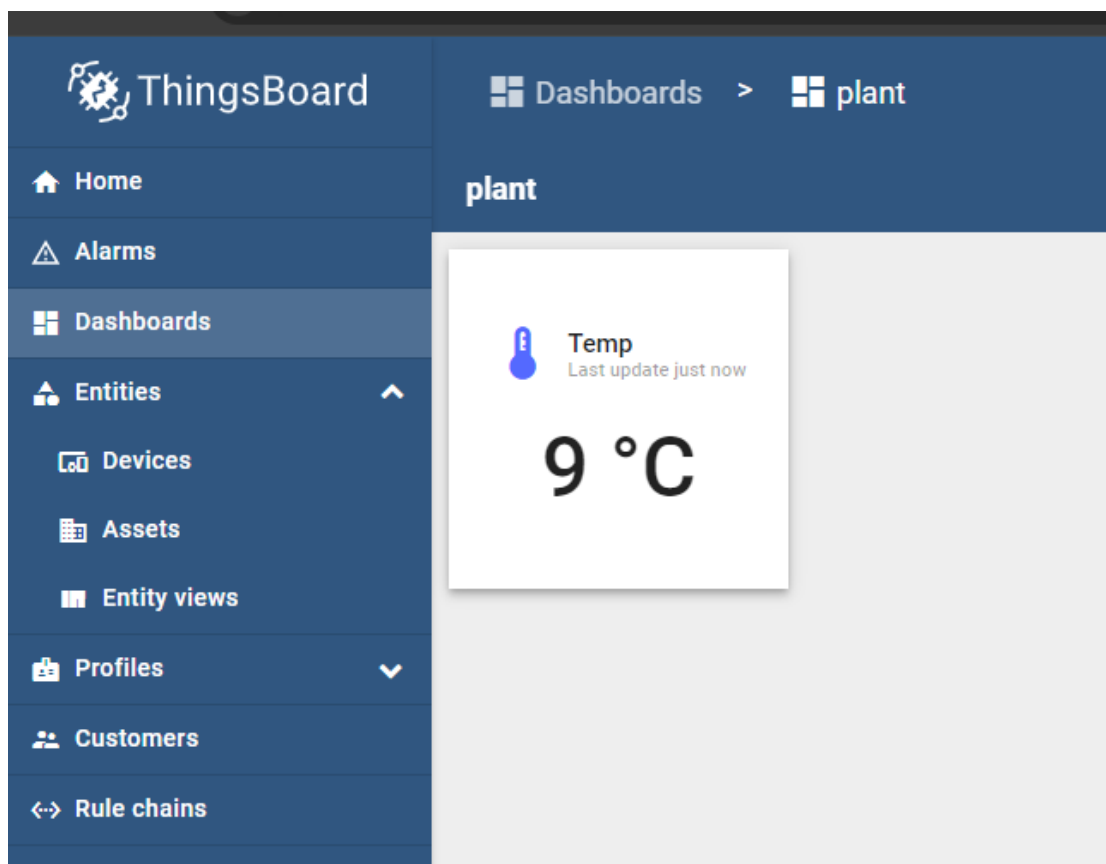 ThingsBoard
Dashboards > plant
Home
plant
Alarms
Dashboards
Temp
Last update just now
Entities
9 °C
Devices
Assets
Entity views
Profiles
Customers
Rule chains